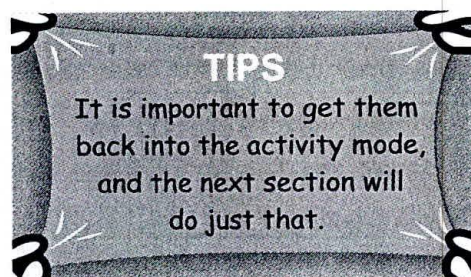 TIPS
It is important to get them
back into the activity mode,
and the next section will
do just that.